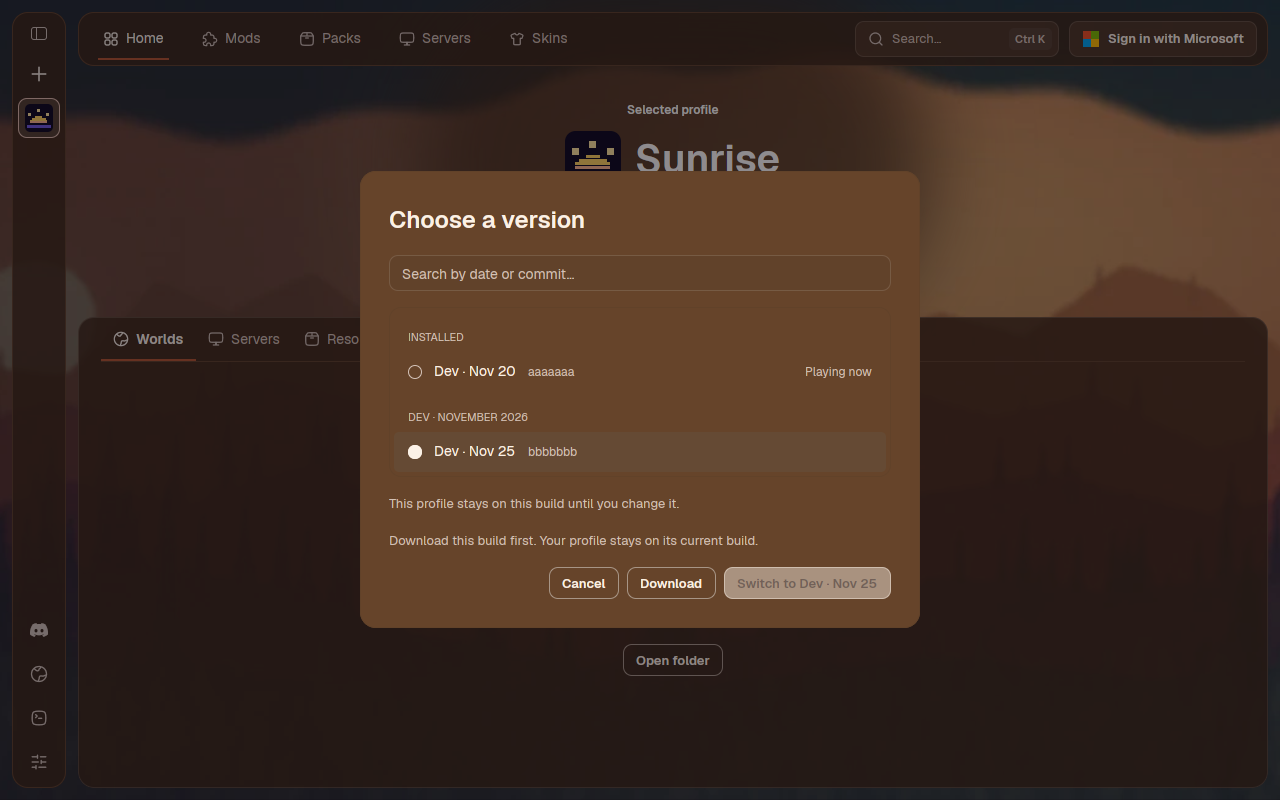 Home
Mods
Packs
Servers
Skins
Search...
Ctrl K
Sign in with Microsoft
Selected profile
Sunrise
Choose a version
Search by date or commit...
INSTALLED
Dev · Nov 20 aaaaaaa
Playing now
DEV · NOVEMBER 2026
Dev · Nov 25 bbbbbbb
This profile stays on this build until you change it.
Download this build first. Your profile stays on its current build.
Cancel
Download
Switch to Dev · Nov 25
Worlds
Servers
Reso
Open folder